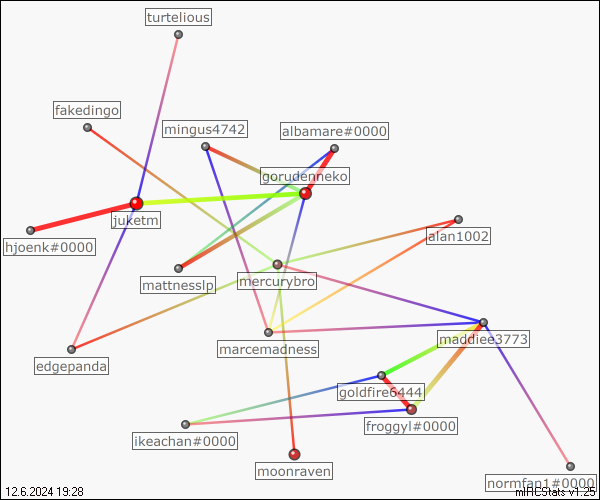 turtelious
fakedingo
mingus4742
albamare#0000
gorudenneko
juketm
alan1002
hjoenk#0000
mattnesslp
mercurybro
marcemadness
maddiee3773
edgepanda
goldfire6444
froggyl#0000
ikeachan#0000
moonraven
normfan1#0000
12.6.2024 19:28
mIRCStats v1.25